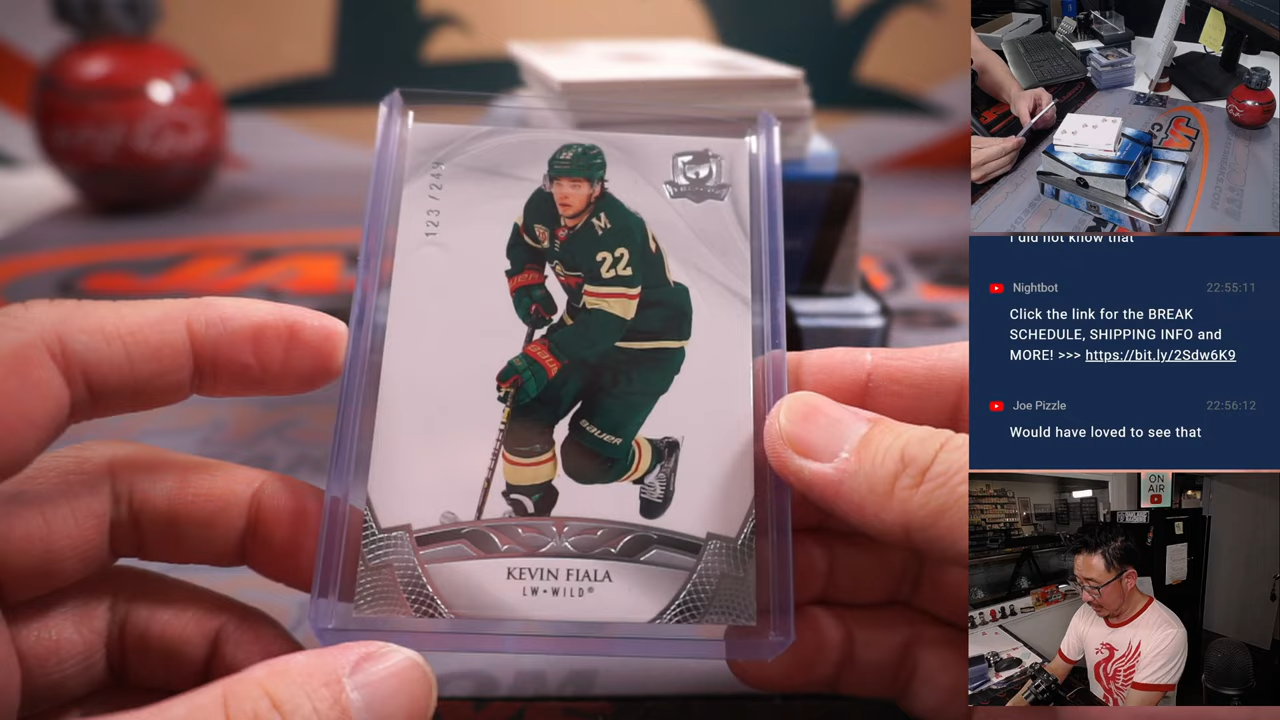 123/249
22
M
22
Bauer
BAUER
KEVIN FIALA
LW • WILD®
I did not know that
Nightbot
22:55:11
Click the link for the BREAK
SCHEDULE, SHIPPING INFO and
MORE! >>> https://bit.ly/2Sdw6K9
Joe Pizzle
22:56:12
Would have loved to see that
ON
AIR